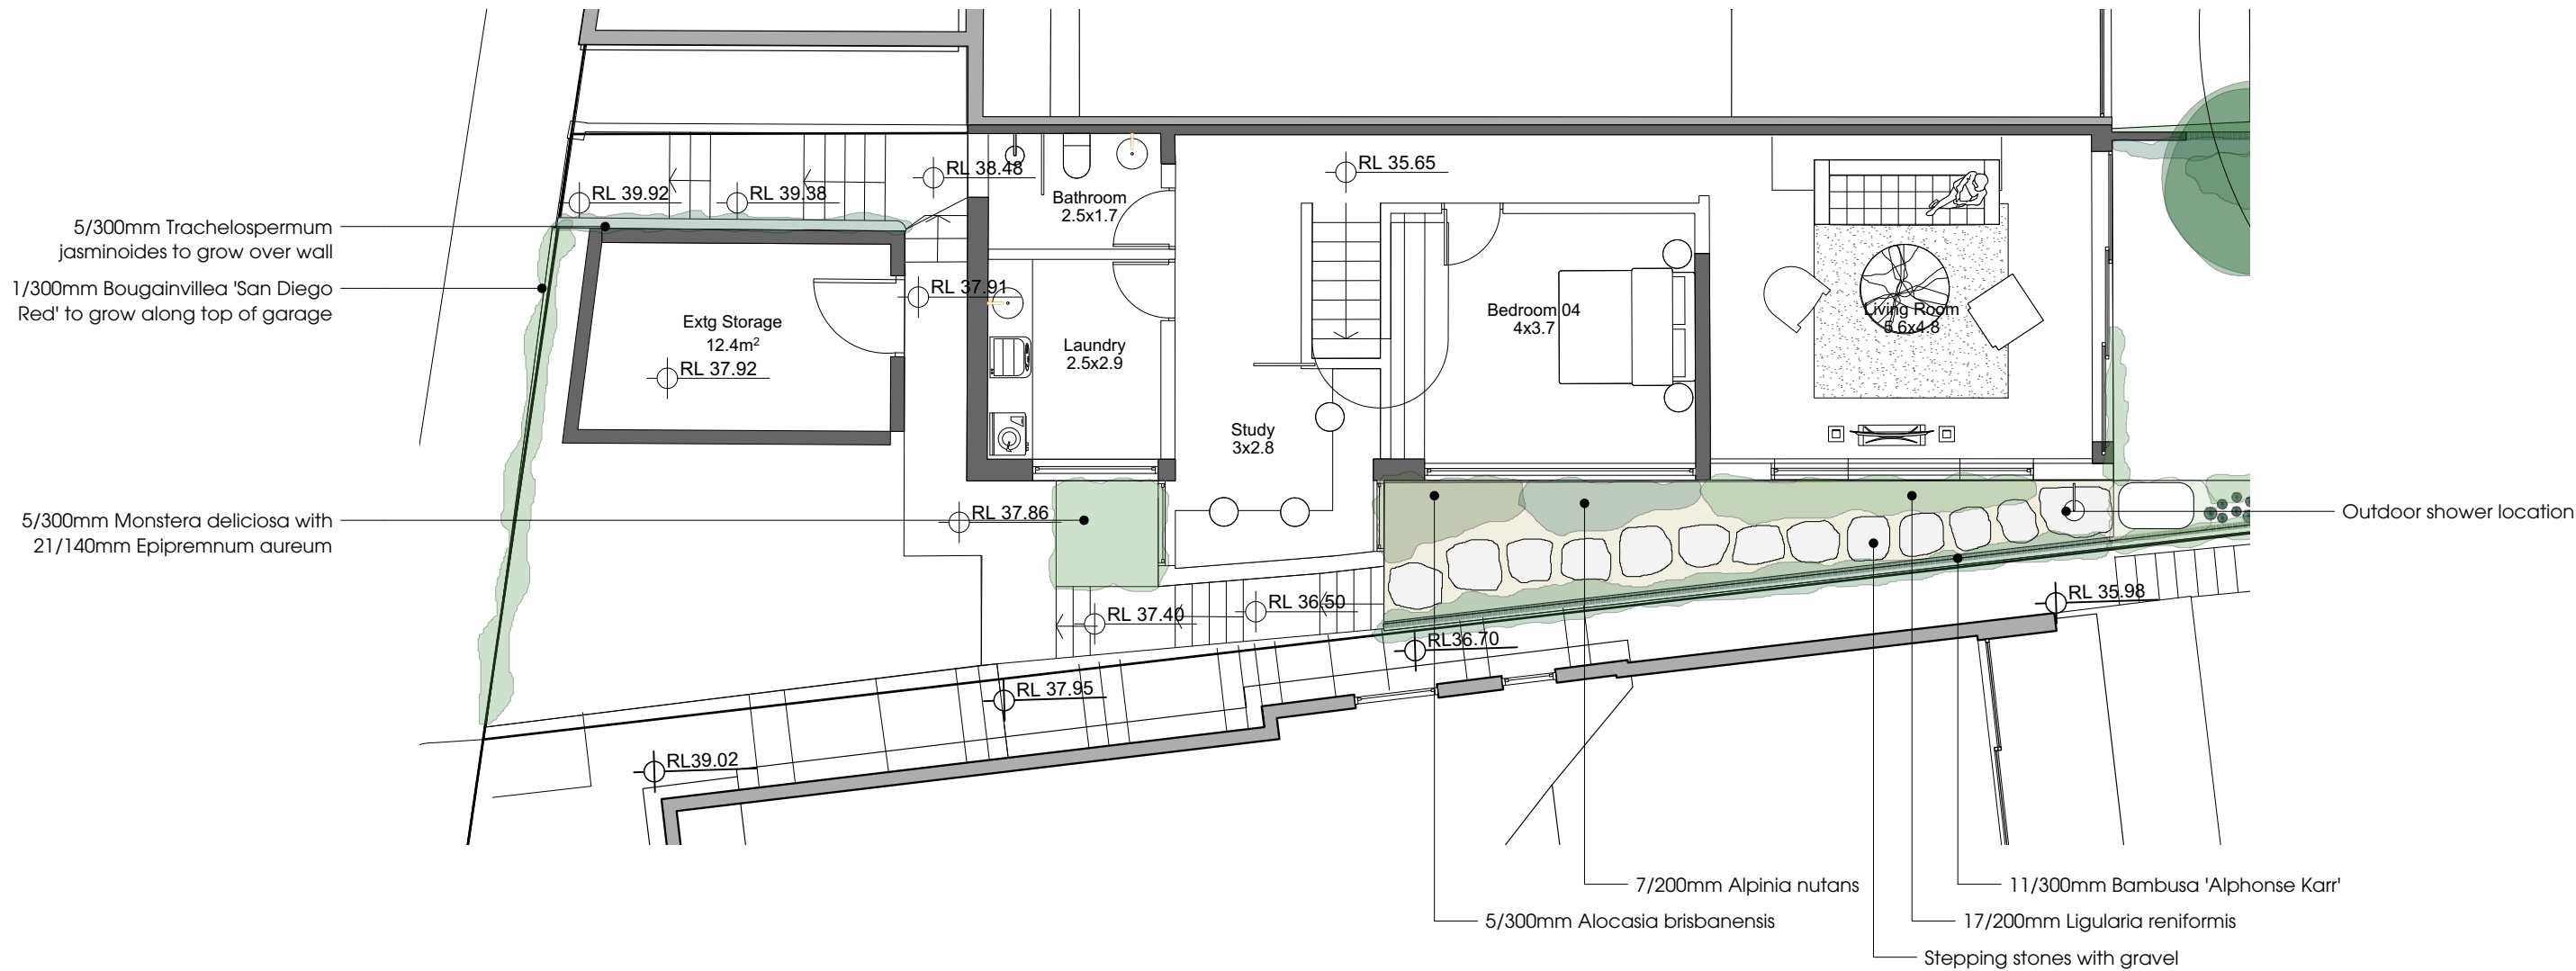 RL 39.92
RL 39.38
RL 38.48
Bathroom
2.5x1.7
RL 35.65
5/300mm Trachelospermum
jasminoides to grow over wall
1/300mm Bougainvillea 'San Diego
Red' to grow along top of garage
RL 37.91
Extg Storage
12.4m²
RL 37.92
Laundry
2.5x2.9
Study
3x2.8
Bedroom 04
4x3.7
Living Room
5.6x4.8
5/300mm Monstera deliciosa with
21/140mm Epipremnum aureum
RL 37.86
Outdoor shower location
RL 37.40
RL 36.50
RL36.70
RL 35.98
RL 37.95
RL39.02
7/200mm Alpinia nutans
11/300mm Bambusa 'Alphonse Karr'
5/300mm Alocasia brisbanensis
17/200mm Ligularia reniformis
Stepping stones with gravel